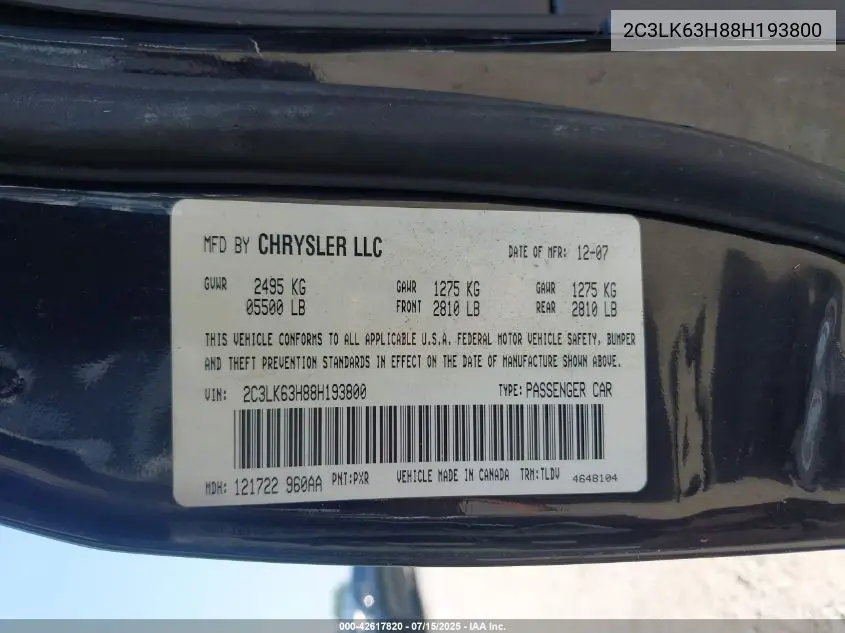 2C3LK63H88H193800
MFD BY CHRYSLER LLC DATE OF MFR: 12-07
GVWR 2495 KG GAWR 1275 KG GAWR 1275 KG
05500 LB FRONT 2810 LB REAR 2810 LB
THIS VEHICLE CONFORMS TO ALL APPLICABLE U.S.A. FEDERAL MOTOR VEHICLE SAFETY, BUMPER
AND THEFT PREVENTION STANDARDS IN EFFECT ON THE DATE OF MANUFACTURE SHOWN ABOVE.
VIN: 2C3LK63H88H193800 TYPE: PASSENGER CAR
MDH: 121722 960AA PNT:PXR VEHICLE MADE IN CANADA TRM:TLDV 4648104
000-42617820 - 07/15/2025 - IAA Inc.